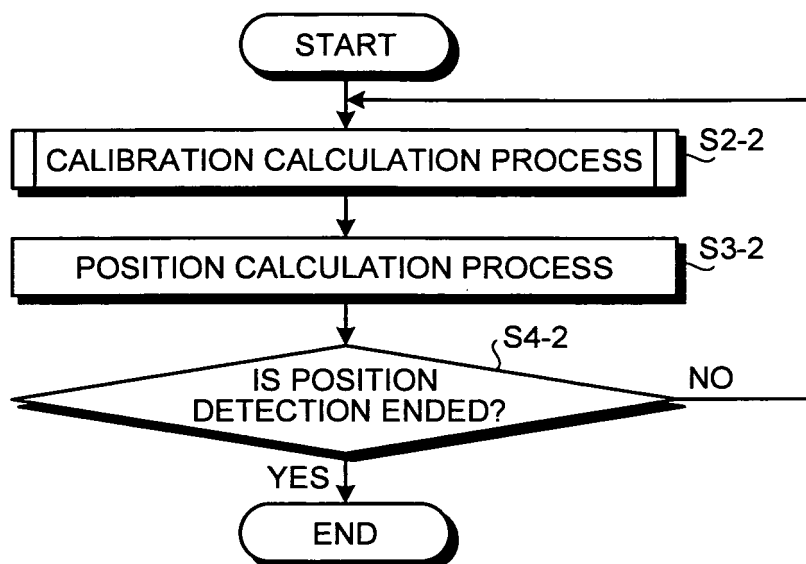 START
CALIBRATION CALCULATION PROCESS
S2-2
POSITION CALCULATION PROCESS
S3-2
S4-2
IS POSITION
DETECTION ENDED?
NO
YES
END